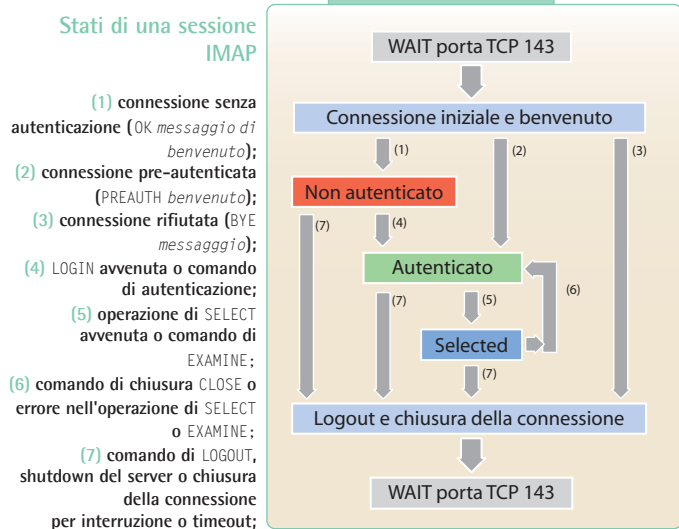 Stati di una sessione
IMAP
(1) connessione senza
autenticazione (OK messaggio di
benvenuto);
(2) connessione pre-autenticata
(PREAUTH benvenuto);
(3) connessione rifiutata (BYE
messagggio);
(4) LOGIN avvenuta o comando
di autenticazione;
(5) operazione di SELECT
avvenuta o comando di
EXAMINE;
(6) comando di chiusura CLOSE o
errore nell'operazione di SELECT
o EXAMINE;
(7) comando di LOGOUT,
shutdown del server o chiusura
della connessione
per interruzione o timeout;
WAIT porta TCP 143
Connessione iniziale e benvenuto
(1)
(2)
(3)
Non autenticato
(7)
(4)
Autenticato
(6)
(7)
(5)
Selected
(7)
Logout e chiusura della connessione
WAIT porta TCP 143